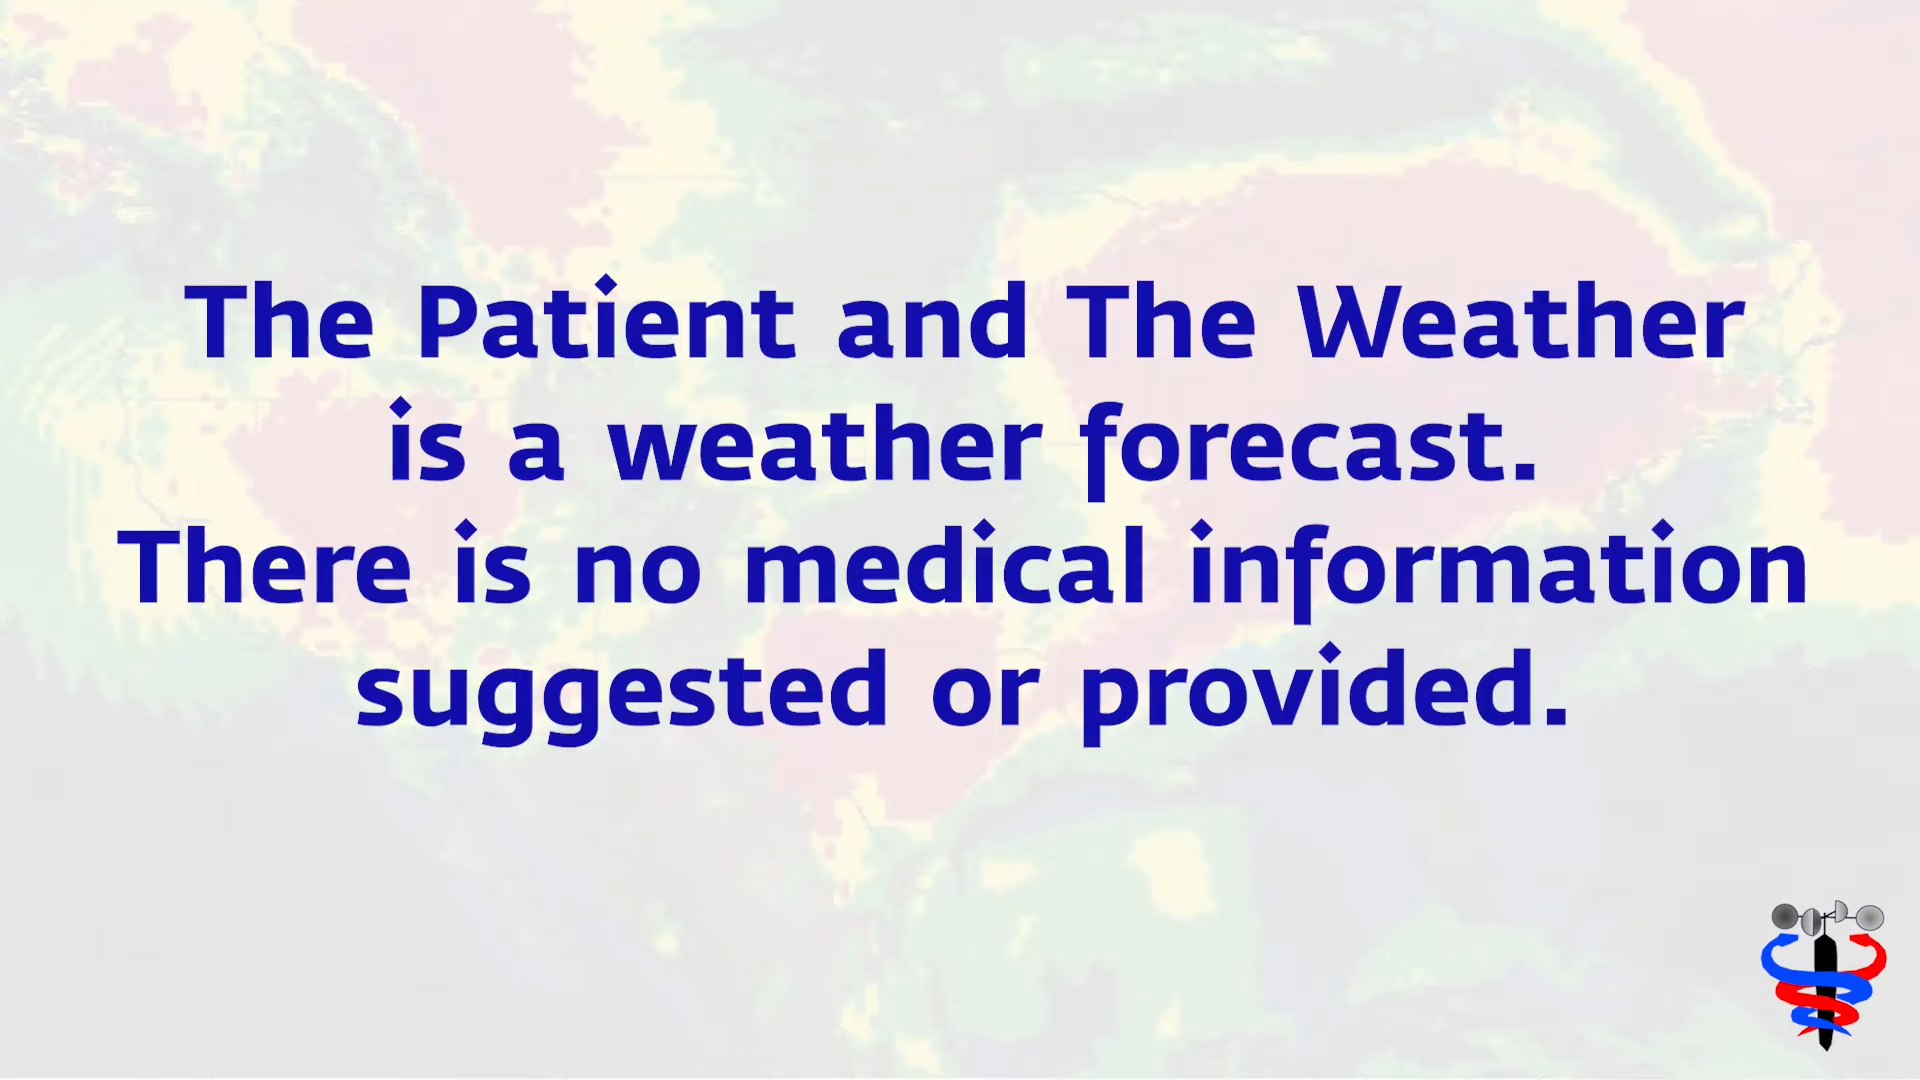 The Patient and The Weather
is a weather forecast.
There is no medical information
suggested or provided.